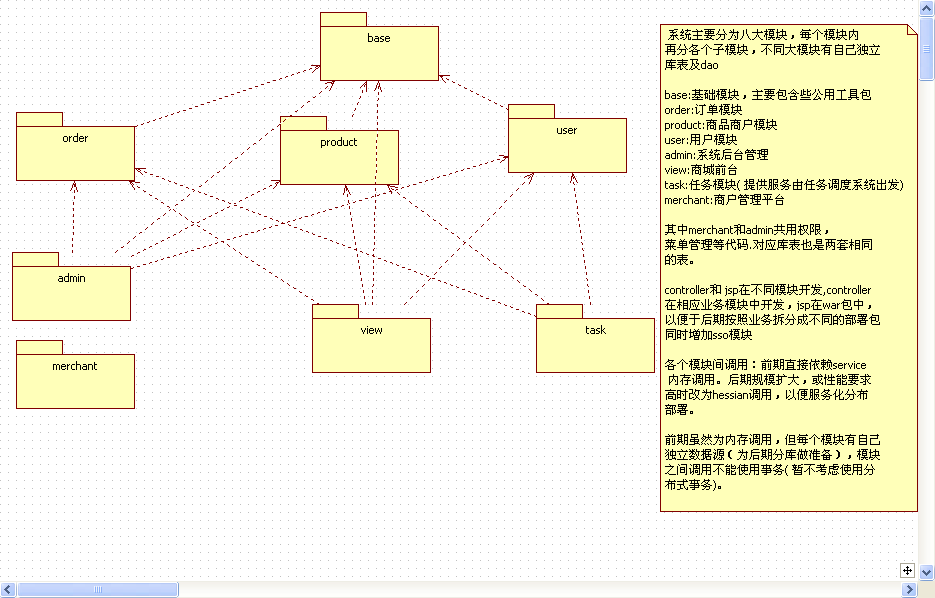 base
order
product
user
admin
view
task
merchant
系统主要分为八大模块，每个模块内
再分各个子模块，不同大模块有自己独立
库表及dao
base:基础模块，主要包含些公用工具包
order:订单模块
product:商品商户模块
user:用户模块
admin:系统后台管理
view:商城前台
task:任务模块( 提供服务由任务调度系统出发)
merchant:商户管理平台
其中merchant和admin共用权限，
菜单管理等代码.对应库表也是两套相同
的表。
controller和 jsp在不同模块开发,controller
在相应业务模块中开发，jsp在war包中，
以便于后期按照业务拆分成不同的部署包
同时增加sso模块
各个模块间调用：前期直接依赖service
内存调用。后期规模扩大，或性能要求
高时改为hessian调用，以便服务化分布
部署。
前期虽然为内存调用，但每个模块有自己
独立数据源（为后期分库做准备），模块
之间调用不能使用事务( 暂不考虑使用分
布式事务)。